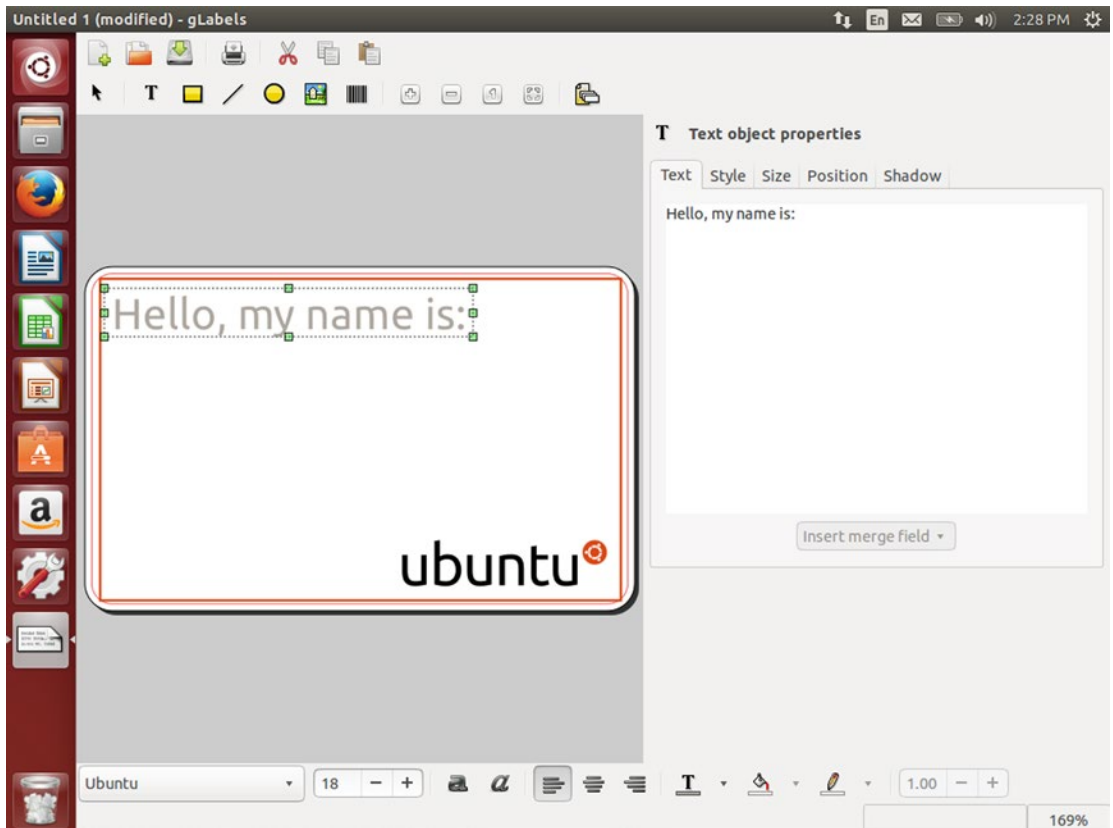 Untitled 1 (modified) - gLabels
En
2:28 PM
T
T Text object properties
Text Style Size Position Shadow
Hello, my name is:
Hello, my name is:
Insert merge field
ubuntu
A
a
Ubuntu
18 - +
a a
T
1.00 - +
169%